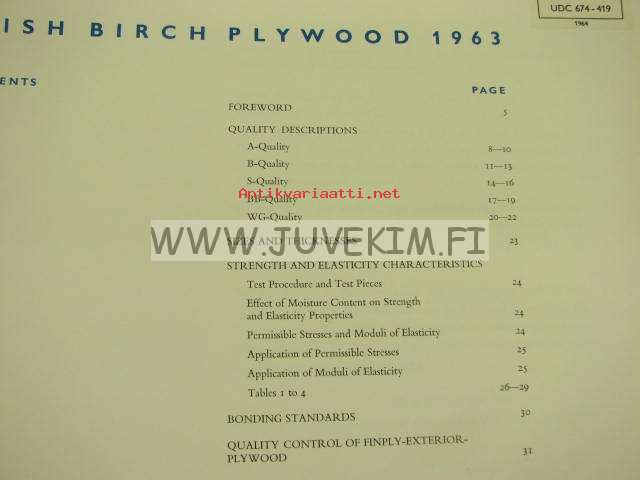 UDC 674-419
1964
ISH BIRCH PLYWOOD 1963
ENTS
PAGE
FOREWORD 5
QUALITY DESCRIPTIONS
A-Quality 8—10
B-Quality 11—13
S-Quality 14—16
Antikvariaatti.net
BB-Quality 17—19
WG-Quality 20—22
WWW.JUVEKIM.FI
SIZES AND THICKNESSES 23
STRENGTH AND ELASTICITY CHARACTERISTICS
Test Procedure and Test Pieces 24
Effect of Moisture Content on Strength
and Elasticity Properties 24
Permissible Stresses and Moduli of Elasticity 24
Application of Permissible Stresses 25
Application of Moduli of Elasticity 25
Tables 1 to 4 26—29
BONDING STANDARDS 30
QUALITY CONTROL OF FINPLY-EXTERIOR-
PLYWOOD 31